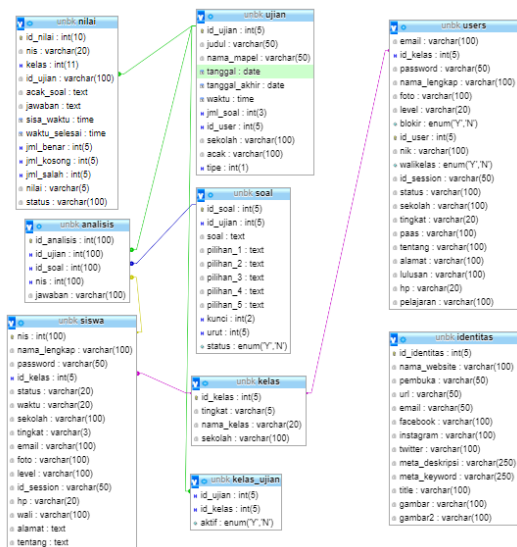 unbk.nilai
id_nilai : int(10)
nis : varchar(20)
kelas : int(11)
id_ujian : varchar(100)
acak_soal : text
jawaban : text
sisa_waktu : time
waktu_selesai : time
jml_benar : int(5)
jml_kosong : int(5)
jml_salah : int(5)
nilai : varchar(5)
status : varchar(100)
unbk.ujian
id_ujian : int(5)
judul : varchar(50)
nama_mapel : varchar(50)
tanggal : date
tanggal_akhir : date
waktu : time
jml_soal : int(3)
id_user : int(5)
sekolah : varchar(100)
acak : varchar(100)
tipe : int(1)
unbk.users
email : varchar(100)
id_kelas : int(5)
password : varchar(50)
nama_lengkap : varchar(100)
foto : varchar(100)
level : varchar(20)
blokir : enum('Y','N')
id_user : int(5)
nik : varchar(100)
walikelas : enum('Y','N')
id_session : varchar(50)
status : varchar(100)
sekolah : varchar(100)
tingkat : varchar(20)
paas : varchar(100)
tentang : varchar(100)
alamat : varchar(100)
lulusan : varchar(100)
hp : varchar(20)
pelajaran : varchar(100)
unbk.analisis
id_analisis : int(100)
id_ujian : int(100)
id_soal : int(100)
nis : int(100)
jawaban : varchar(100)
unbk.soal
id_soal : int(5)
id_ujian : int(5)
soal : text
pilihan_1 : text
pilihan_2 : text
pilihan_3 : text
pilihan_4 : text
pilihan_5 : text
kunci : int(2)
urut : int(5)
status : enum('Y','N')
unbk.siswa
nis : int(100)
nama_lengkap : varchar(100)
password : varchar(50)
id_kelas : int(5)
status : varchar(20)
waktu : varchar(20)
sekolah : varchar(100)
tingkat : varchar(3)
email : varchar(100)
foto : varchar(100)
level : varchar(100)
id_session : varchar(50)
hp : varchar(20)
wali : varchar(100)
alamat : text
tentang : text
unbk.kelas
id_kelas : int(5)
tingkat : varchar(5)
nama_kelas : varchar(20)
sekolah : varchar(100)
unbk.kelas_ujian
id_ujian : int(5)
id_kelas : int(5)
aktif : enum('Y','N')
unbk.identitas
id_identitas : int(5)
nama_website : varchar(100)
pembuka : varchar(50)
url : varchar(50)
email : varchar(50)
facebook : varchar(100)
instagram : varchar(100)
twitter : varchar(100)
meta_deskripsi : varchar(250)
meta_keyword : varchar(250)
title : varchar(100)
gambar : varchar(100)
gambar2 : varchar(100)